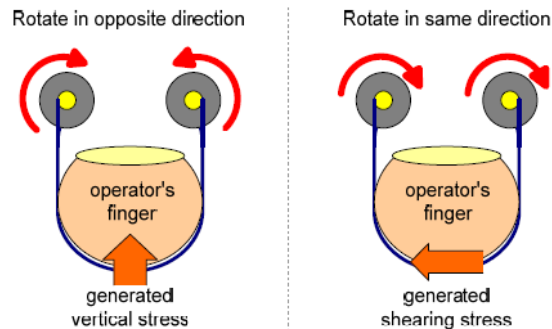 Rotate in opposite direction
operator's
finger
generated
vertical stress
Rotate in same direction
operator's
finger
generated
shearing stress